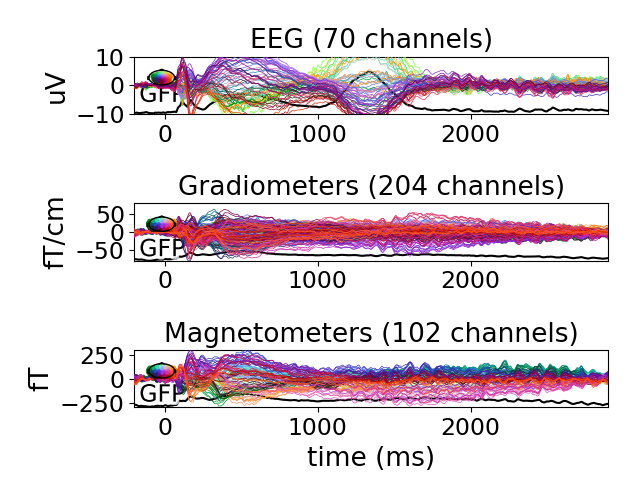 EEG (70 channels)
10
0
−10
uV
GFP
0 1000 2000
Gradiometers (204 channels)
50
0
−50
fT/cm
GFP
0 1000 2000
Magnetometers (102 channels)
250
0
−250
fT
GFP
0 1000 2000
time (ms)